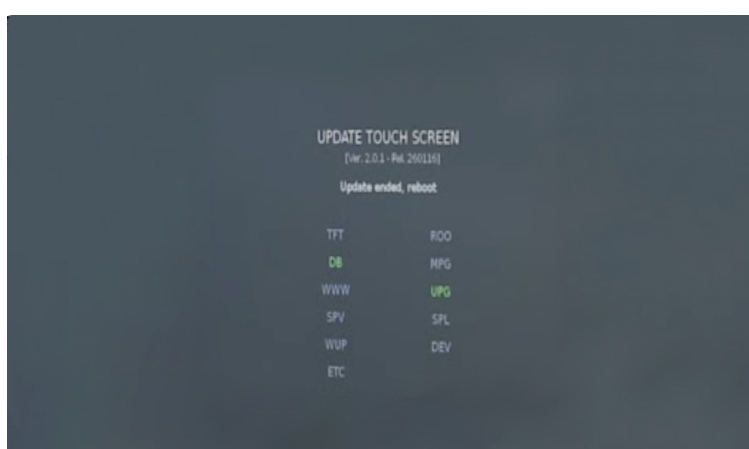 UPDATE TOUCH SCREEN
[Ver. 2.0.1 - Rel. 260116]
Update ended, reboot
TFT ROO
DB MPG
WWW UPG
SPV SPL
WUP DEV
ETC